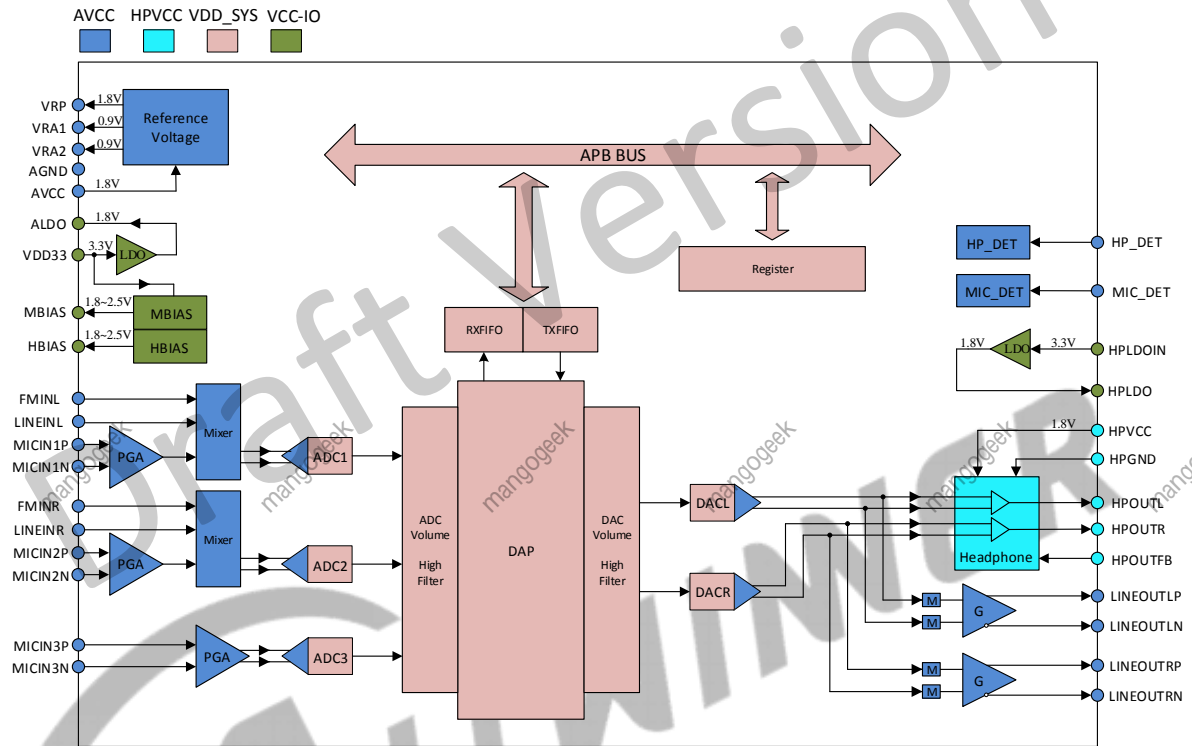 AVCC HPVCC VDD_SYS VCC-IO
VRP
VRA1
VRA2
AGND
AVCC
1.8V
0.9V
0.9V
1.8V
Reference
Voltage
ALDO
VDD33
MBIAS
HBIAS
1.8V
3.3V
LDO
1.8~2.5V
MBIAS
1.8~2.5V
HBIAS
FMINL
LINEINL
MICIN1P
MICIN1N
PGA
Mixer
ADC1
FMINR
LINEINR
MICIN2P
MICIN2N
PGA
Mixer
ADC2
MICIN3P
MICIN3N
PGA
ADC3
APB BUS
Register
RXFIFO
TXFIFO
ADC
Volume
High
Filter
DAP
DAC
Volume
High
Filter
DACL
DACR
HP_DET
HP_DET
MIC_DET
MIC_DET
1.8V
LDO
3.3V
HPLDOIN
HPLDO
1.8V
HPVCC
HPGND
HPOUTL
HPOUTR
Headphone
HPOUTFB
M
M
G
LINEOUTLP
LINEOUTLN
M
M
G
LINEOUTRP
LINEOUTRN
Draft Version
mangogeek
mangogeek
mangogeek
mangogeek
mangogeek
mangogeek